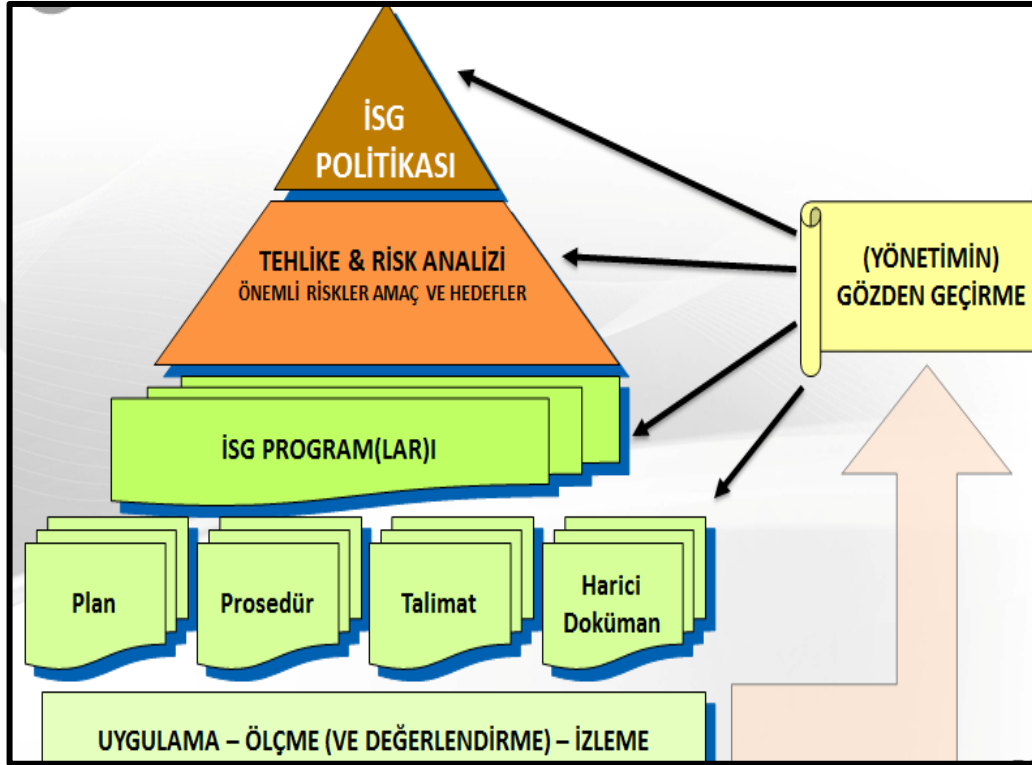 İSG
POLİTİKASI
TEHLİKE & RİSK ANALİZİ
ÖNEMLİ RİSKLER AMAÇ VE HEDEFLER
(YÖNETİMİN)
GÖZDEN GEÇİRME
İSG PROGRAM(LAR)I
Plan
Prosedür
Talimat
Harici
Doküman
UYGULAMA – ÖLÇME (VE DEĞERLENDİRME) – İZLEME